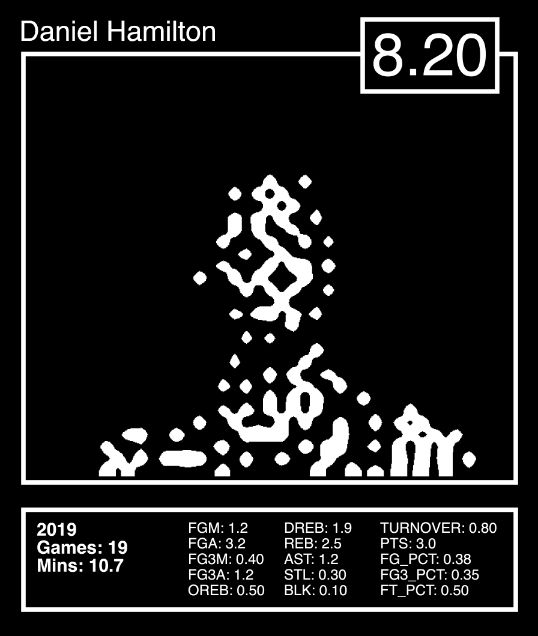 Daniel Hamilton
8.20
2019
Games: 19
Mins: 10.7
FGM: 1.2
FGA: 3.2
FG3M: 0.40
FG3A: 1.2
OREB: 0.50
DREB: 1.9
REB: 2.5
AST: 1.2
STL: 0.30
BLK: 0.10
TURNOVER: 0.80
PTS: 3.0
FG_PCT: 0.38
FG3_PCT: 0.35
FT_PCT: 0.50